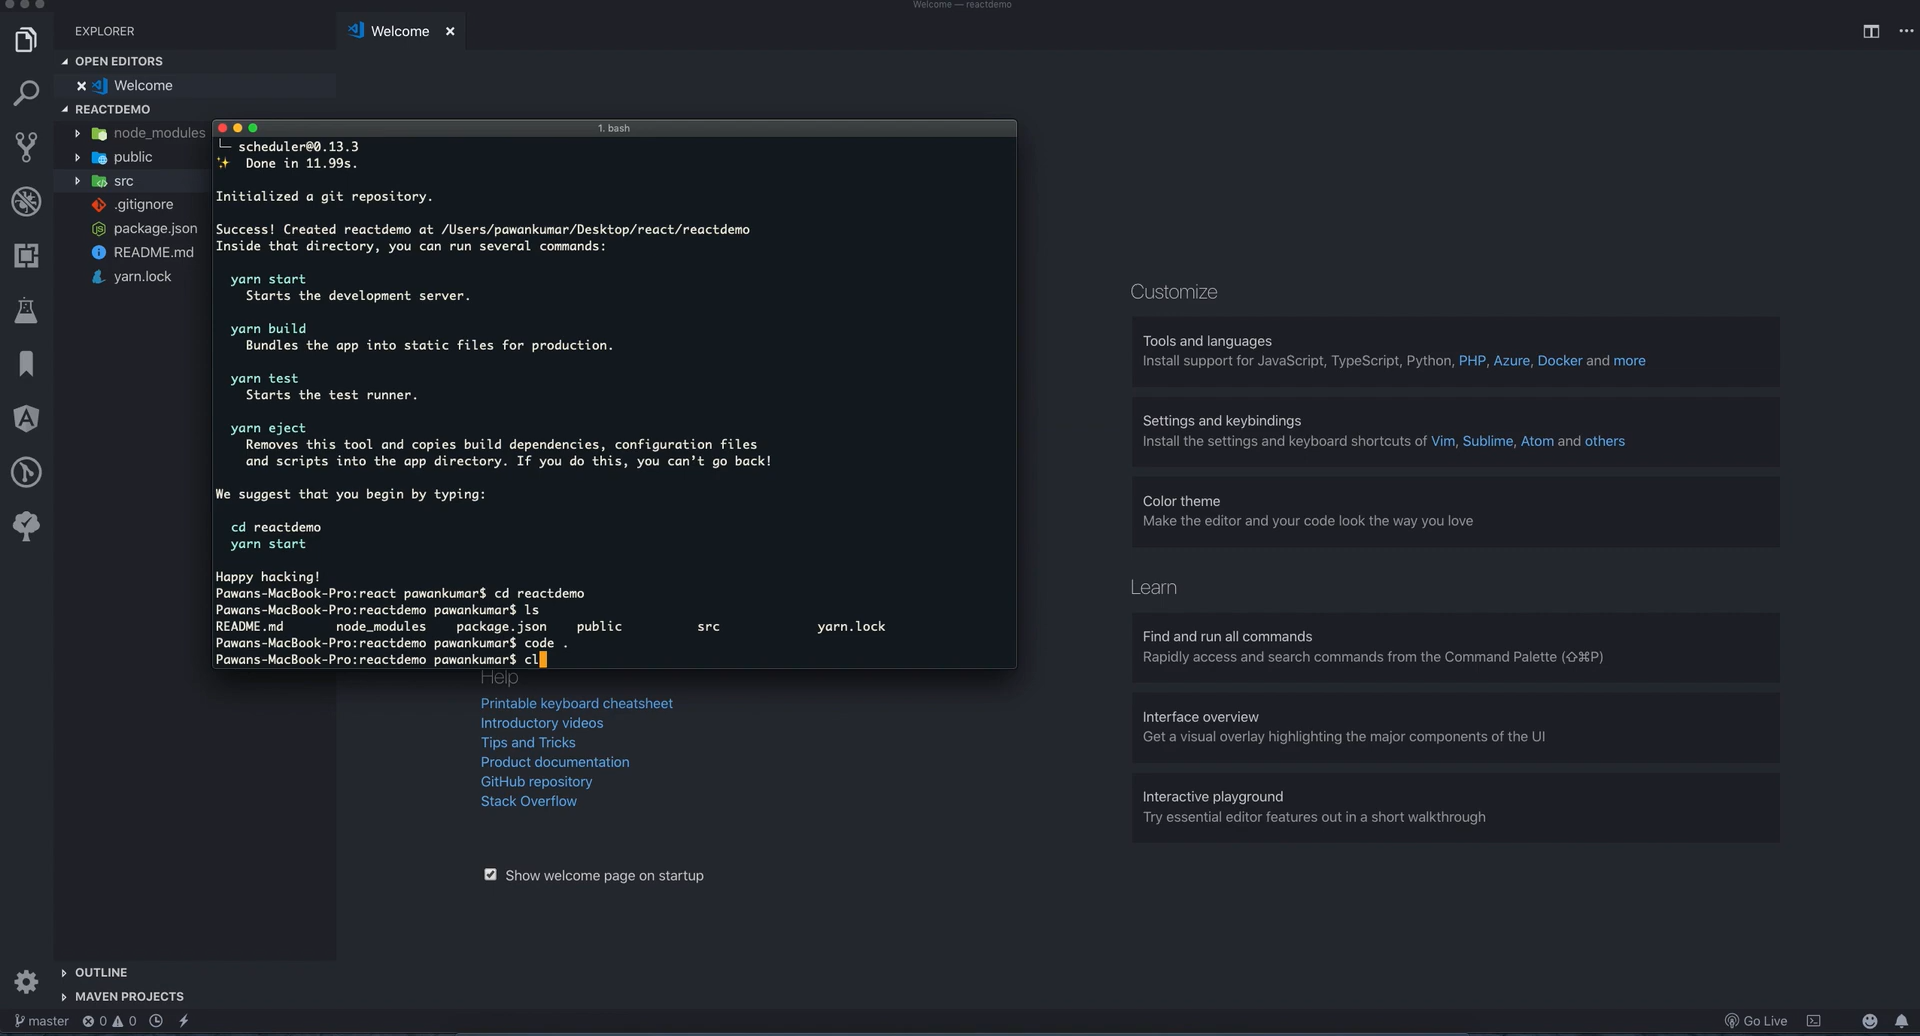 Welcome — reactdemo
EXPLORER
Welcome
OPEN EDITORS
Welcome
REACTDEMO
node_modules
public
src
.gitignore
package.json
README.md
yarn.lock
1. bash
└─ scheduler@0.13.3
✨  Done in 11.99s.
Initialized a git repository.
Success! Created reactdemo at /Users/pawankumar/Desktop/react/reactdemo
Inside that directory, you can run several commands:
yarn start
Starts the development server.
yarn build
Bundles the app into static files for production.
yarn test
Starts the test runner.
yarn eject
Removes this tool and copies build dependencies, configuration files
and scripts into the app directory. If you do this, you can’t go back!
We suggest that you begin by typing:
cd reactdemo
yarn start
Happy hacking!
Pawans-MacBook-Pro:react pawankumar$ cd reactdemo
Pawans-MacBook-Pro:reactdemo pawankumar$ ls
README.md node_modules package.json public src yarn.lock
Pawans-MacBook-Pro:reactdemo pawankumar$ code .
Pawans-MacBook-Pro:reactdemo pawankumar$ cl
Help
Printable keyboard cheatsheet
Introductory videos
Tips and Tricks
Product documentation
GitHub repository
Stack Overflow
Show welcome page on startup
Customize
Tools and languages
Install support for JavaScript, TypeScript, Python, PHP, Azure, Docker and more
Settings and keybindings
Install the settings and keyboard shortcuts of Vim, Sublime, Atom and others
Color theme
Make the editor and your code look the way you love
Learn
Find and run all commands
Rapidly access and search commands from the Command Palette (⇧⌘P)
Interface overview
Get a visual overlay highlighting the major components of the UI
Interactive playground
Try essential editor features out in a short walkthrough
OUTLINE
MAVEN PROJECTS
master 0 0
Go Live